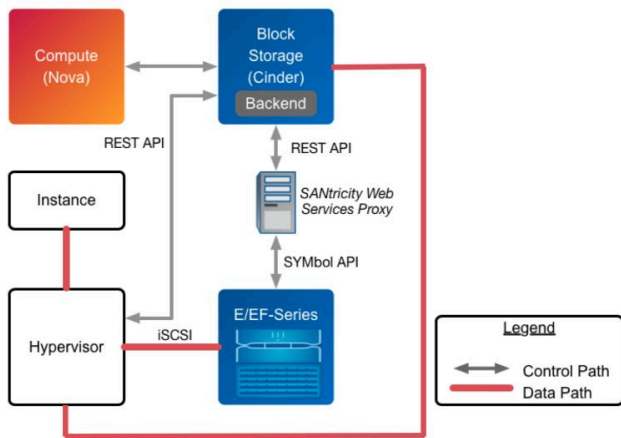 Compute
(Nova)
Block
Storage
(Cinder)
Backend
REST API
REST API
SANtricity Web
Services Proxy
Instance
SYMbol API
Hypervisor
iSCSI
E/EF-Series
Legend
Control Path
Data Path